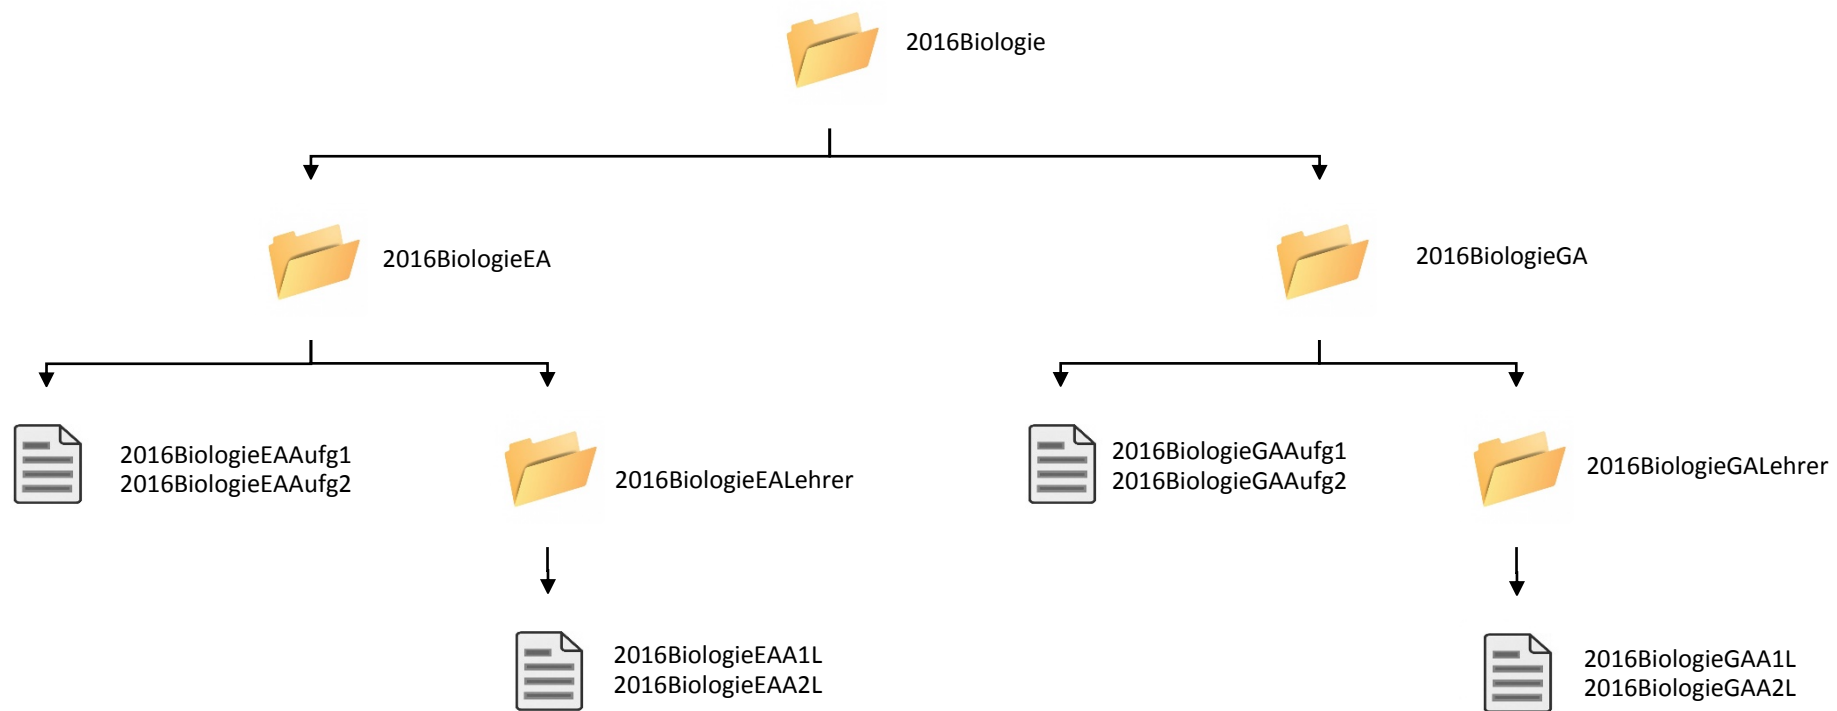 2016Biologie
2016BiologieEA
2016BiologieGA
2016BiologieEAAufg1
2016BiologieEAAufg2
2016BiologieEALehrer
2016BiologieGAAufg1
2016BiologieGAAufg2
2016BiologieGALehrer
2016BiologieEAA1L
2016BiologieEAA2L
2016BiologieGAA1L
2016BiologieGAA2L